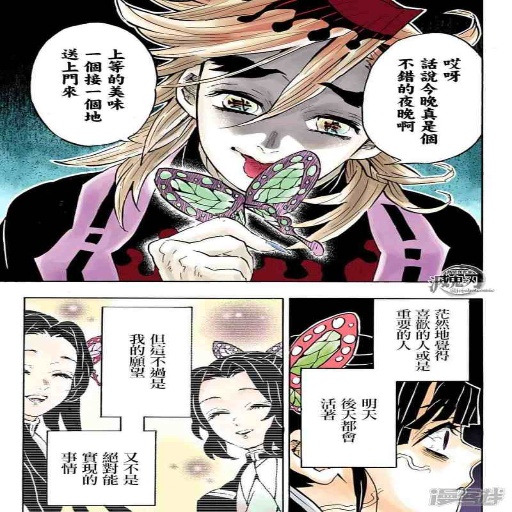 哎呀
話說今晚真是個
不錯的夜晚啊
上等的美味
一個接一個地
送上門來
茫然地覺得
喜歡的人或是
重要的人
明天
後天都會
活著
但這不過是
我的願望
又不是
絕對能
實現的
事情